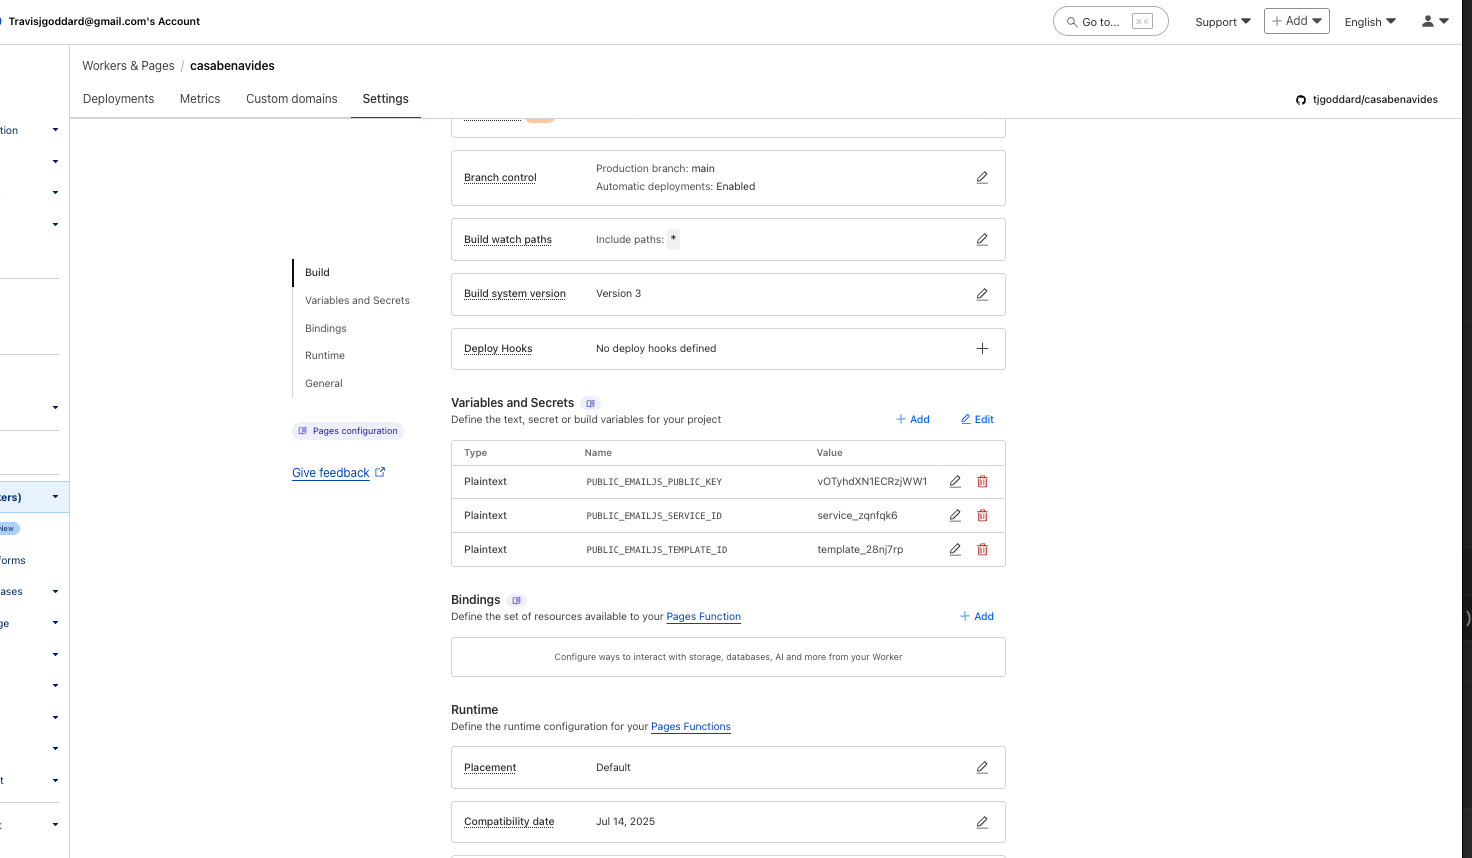 Travisjgoddard@gmail.com's Account
Go to... ⌘K
Support
+ Add
English
Workers & Pages / casabenavides
Deployments
Metrics
Custom domains
Settings
tjgoddard/casabenavides
tion
kers)
New
forms
ases
ge
t
t
Build
Variables and Secrets
Bindings
Runtime
General
Pages configuration
Give feedback
Branch control
Production branch: main
Automatic deployments: Enabled
Build watch paths
Include paths: *
Build system version
Version 3
Deploy Hooks
No deploy hooks defined
Variables and Secrets
Define the text, secret or build variables for your project
+ Add
Edit
Type Name Value
Plaintext PUBLIC_EMAILJS_PUBLIC_KEY vOTyhdXN1ECRzjWW1
Plaintext PUBLIC_EMAILJS_SERVICE_ID service_zqnfqk6
Plaintext PUBLIC_EMAILJS_TEMPLATE_ID template_28nj7rp
Bindings
Define the set of resources available to your Pages Function
+ Add
Configure ways to interact with storage, databases, AI and more from your Worker
Runtime
Define the runtime configuration for your Pages Functions
Placement
Default
Compatibility date
Jul 14, 2025